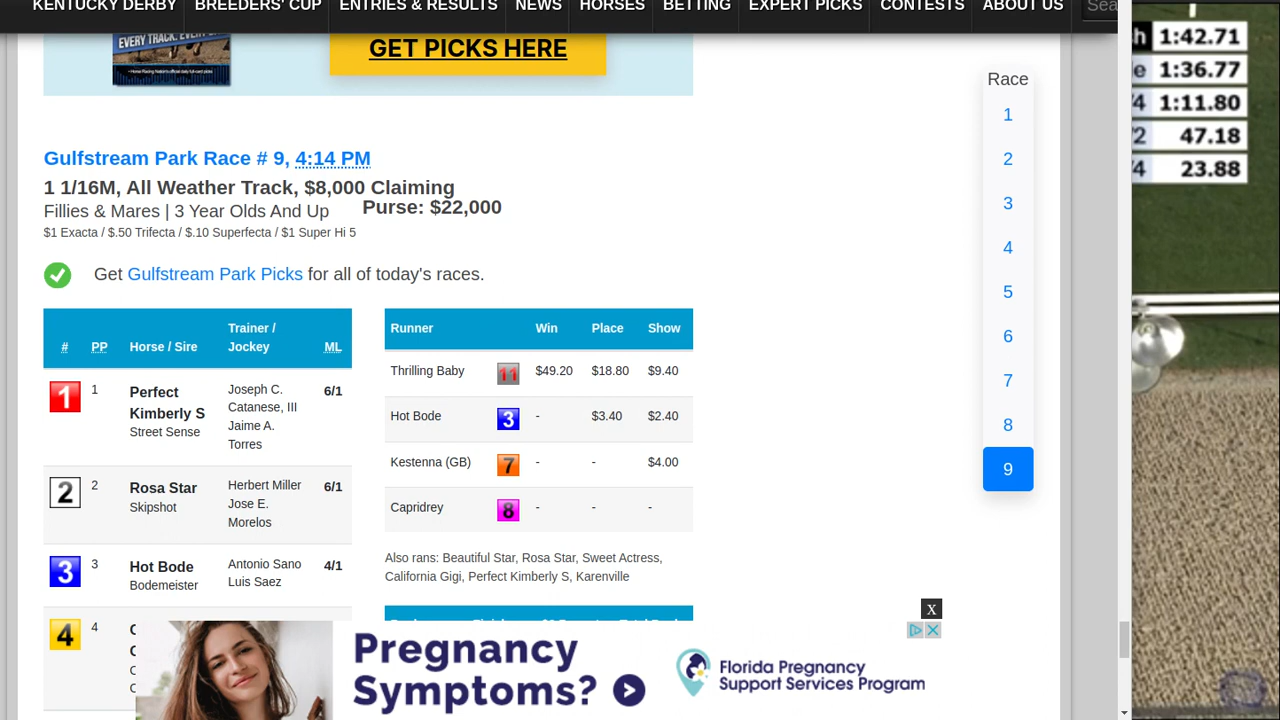 KENTUCKY DERBY BREEDERS' CUP ENTRIES & RESULTS NEWS HORSES BETTING EXPERT PICKS CONTESTS ABOUT US Sea
GET PICKS HERE
Gulfstream Park Race # 9, 4:14 PM
1 1/16M, All Weather Track, $8,000 Claiming
Fillies & Mares | 3 Year Olds And Up Purse: $22,000
$1 Exacta / $.50 Trifecta / $.10 Superfecta / $1 Super Hi 5
Get Gulfstream Park Picks for all of today's races.
# PP Horse / Sire Trainer / Jockey ML
1 1 Perfect Kimberly S Street Sense Joseph C. Catanese, III Jaime A. Torres 6/1
2 2 Rosa Star Skipshot Herbert Miller Jose E. Morelos 6/1
3 3 Hot Bode Bodemeister Antonio Sano Luis Saez 4/1
4 4
Runner Win Place Show
Thrilling Baby 11 $49.20 $18.80 $9.40
Hot Bode 3 - $3.40 $2.40
Kestenna (GB) 7 - - $4.00
Capridrey 8 - - -
Also rans: Beautiful Star, Rosa Star, Sweet Actress,
California Gigi, Perfect Kimberly S, Karenville
Race
1
2
3
4
5
6
7
8
9
X
Pregnancy
Symptoms?
Florida Pregnancy
Support Services Program
h 1:42.71
e 1:36.77
/4 1:11.80
/2 47.18
/4 23.88